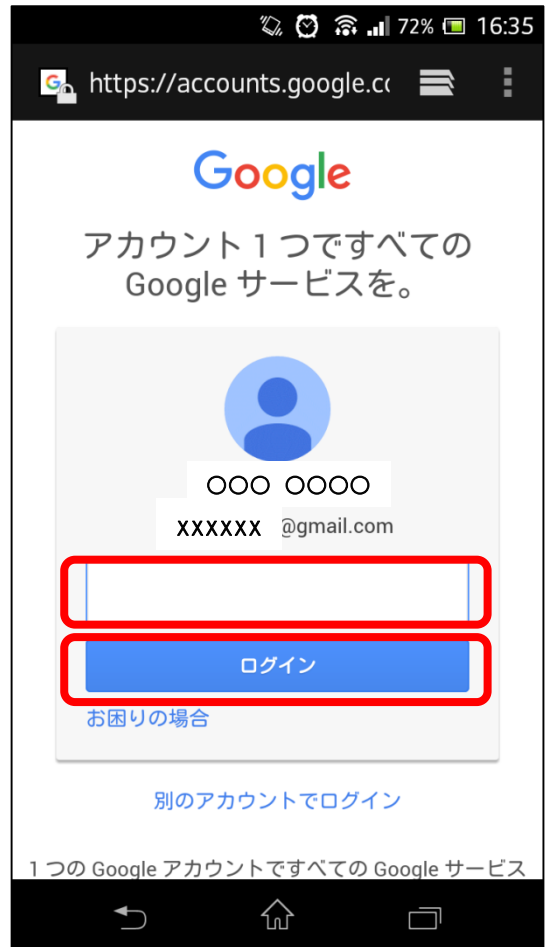 72% 16:35
https://accounts.google.co
Google
アカウント1つですべての
Google サービスを。
○○○ ○○○○
xxxxxx @gmail.com
ログイン
お困りの場合
別のアカウントでログイン
1つの Google アカウントですべての Google サービス